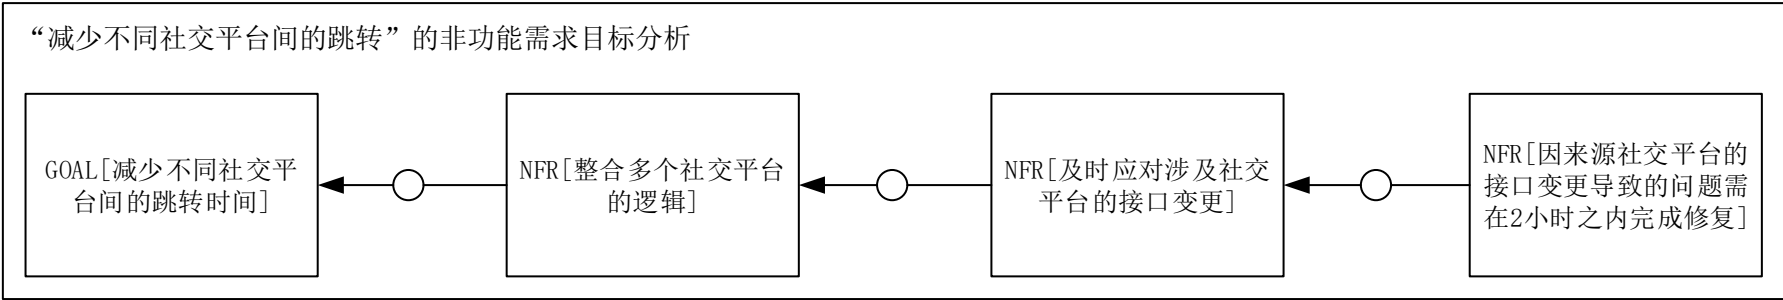 “减少不同社交平台间的跳转”的非功能需求目标分析
GOAL[减少不同社交平
台间的跳转时间]
NFR[整合多个社交平台
的逻辑]
NFR[及时应对涉及社交
平台的接口变更]
NFR[因来源社交平台的
接口变更导致的问题需
在2小时之内完成修复]